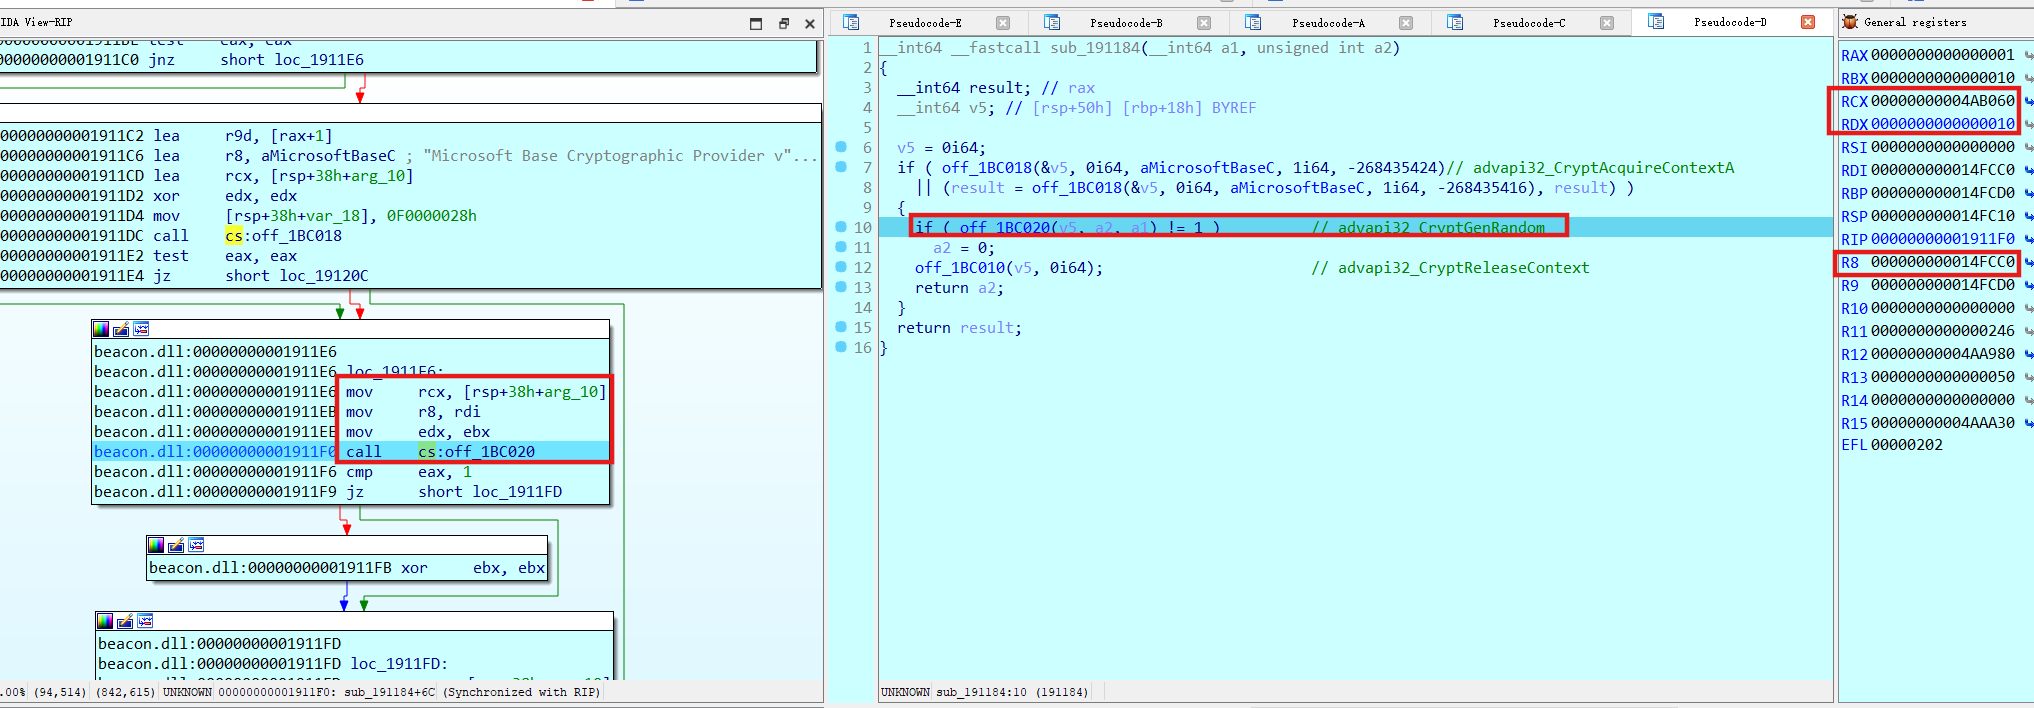 IDA View-RIP
00000000001911C0 jnz short loc_1911E6
00000000001911C2 lea r9d, [rax+1]
00000000001911C6 lea r8, aMicrosoftBaseC ; "Microsoft Base Cryptographic Provider v"...
00000000001911CD lea rcx, [rsp+38h+arg_10]
00000000001911D2 xor edx, edx
00000000001911D4 mov [rsp+38h+var_18], 0F0000028h
00000000001911DC call cs:off_1BC018
00000000001911E2 test eax, eax
00000000001911E4 jz short loc_19120C
beacon.dll:00000000001911E6
beacon.dll:00000000001911E6 loc_1911E6:
beacon.dll:00000000001911E6 mov rcx, [rsp+38h+arg_10]
beacon.dll:00000000001911EB mov r8, rdi
beacon.dll:00000000001911EE mov edx, ebx
beacon.dll:00000000001911F0 call cs:off_1BC020
beacon.dll:00000000001911F6 cmp eax, 1
beacon.dll:00000000001911F9 jz short loc_1911FD
beacon.dll:00000000001911FB xor ebx, ebx
beacon.dll:00000000001911FD
beacon.dll:00000000001911FD loc_1911FD:
.00% (94,514) (842,615) UNKNOWN 00000000001911F0: sub_191184+6C (Synchronized with RIP)
Pseudocode-E Pseudocode-B Pseudocode-A Pseudocode-C Pseudocode-D
1 __int64 __fastcall sub_191184(__int64 a1, unsigned int a2)
2 {
3 __int64 result; // rax
4 __int64 v5; // [rsp+50h] [rbp+18h] BYREF
5
6 v5 = 0i64;
7 if ( off_1BC018(&v5, 0i64, aMicrosoftBaseC, 1i64, -268435424)// advapi32_CryptAcquireContextA
8 || (result = off_1BC018(&v5, 0i64, aMicrosoftBaseC, 1i64, -268435416), result) )
9 {
10 if ( off_1BC020(v5, a2, a1) != 1 ) // advapi32_CryptGenRandom
11 a2 = 0;
12 off_1BC010(v5, 0i64); // advapi32_CryptReleaseContext
13 return a2;
14 }
15 return result;
16 }
UNKNOWN sub_191184:10 (191184)
General registers
RAX 0000000000000001
RBX 0000000000000010
RCX 00000000004AB060
RDX 0000000000000010
RSI 0000000000000000
RDI 000000000014FCC0
RBP 000000000014FCD0
RSP 000000000014FC10
RIP 00000000001911F0
R8 000000000014FCC0
R9 000000000014FCD0
R10 0000000000000000
R11 0000000000000246
R12 00000000004AA980
R13 0000000000000050
R14 0000000000000000
R15 00000000004AAA30
EFL 00000202